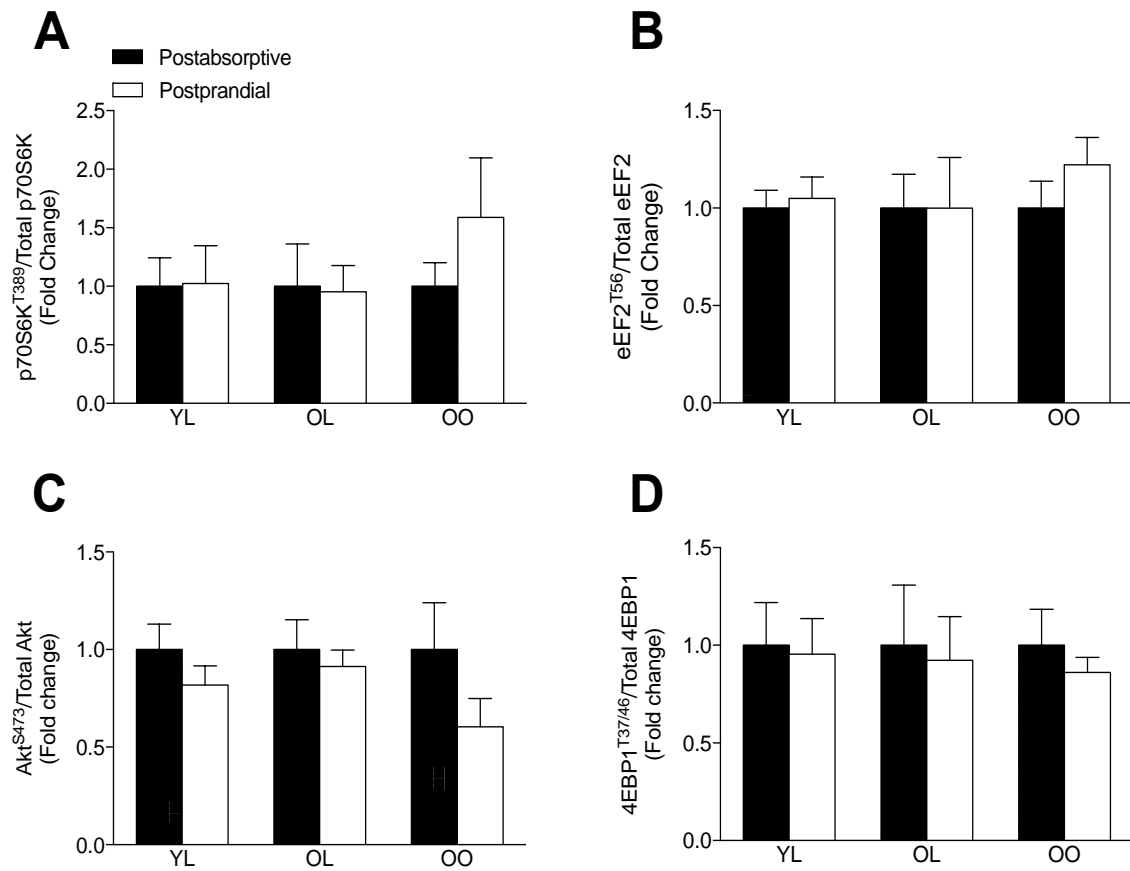 A
Postabsorptive
Postprandial
p70S6K^T389/Total p70S6K
(Fold Change)
2.5
2.0
1.5
1.0
0.5
0.0
YL OL OO
B
eEF2^T56/Total eEF2
(Fold Change)
1.5
1.0
0.5
0.0
YL OL OO
C
Akt^S473/Total Akt
(Fold change)
1.5
1.0
0.5
0.0
YL OL OO
D
4EBP1^T37/46/Total 4EBP1
(Fold change)
1.5
1.0
0.5
0.0
YL OL OO